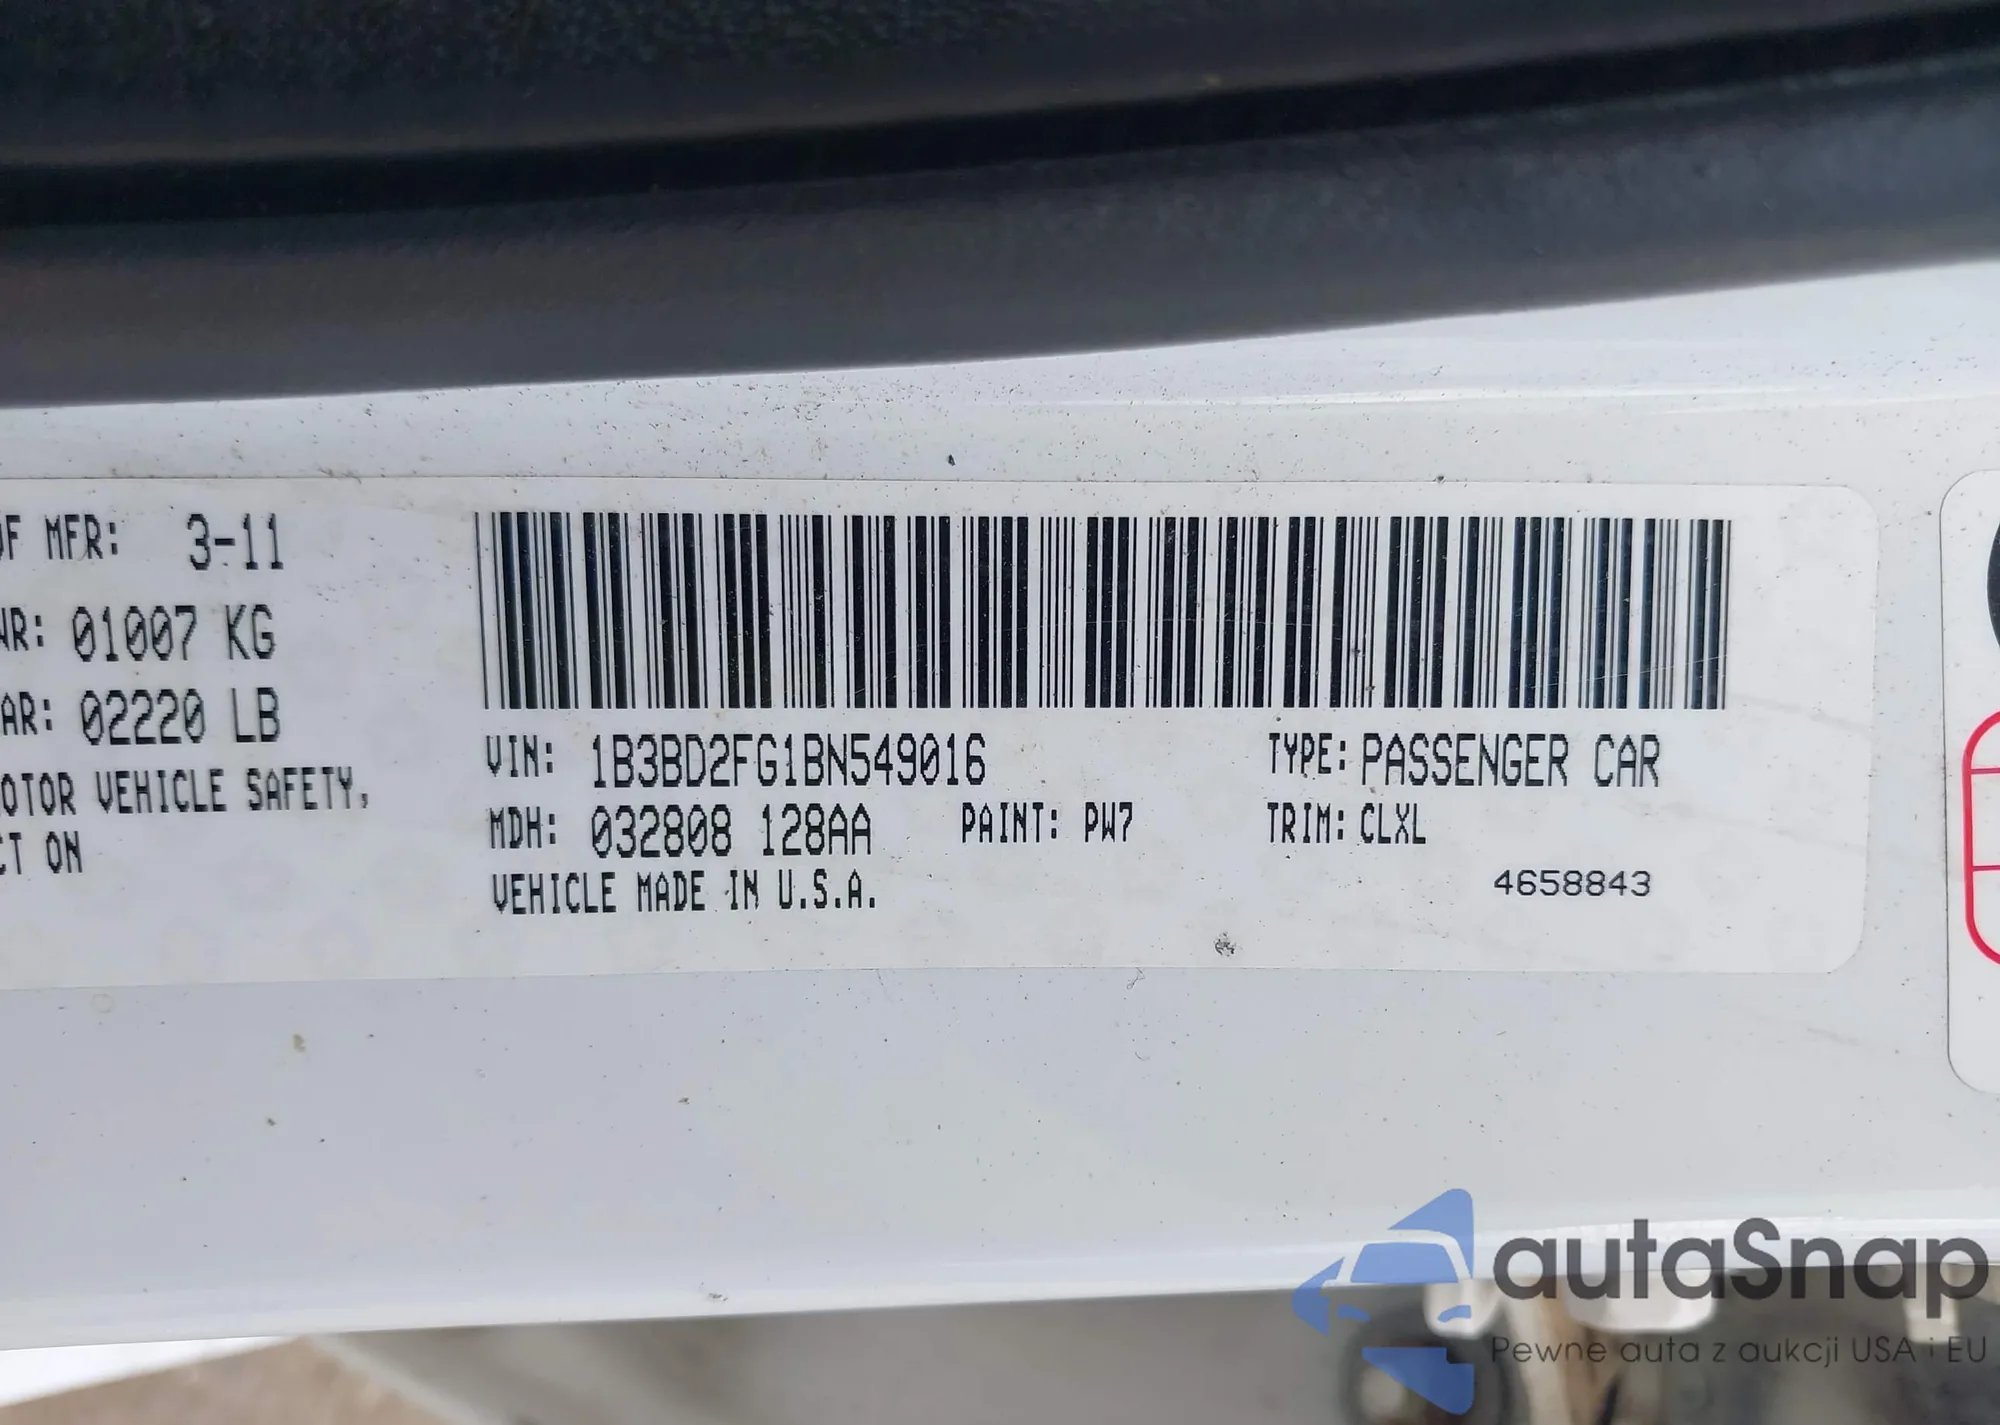 OF MFR: 3-11
WR: 01007 KG
AR: 02220 LB
OTOR VEHICLE SAFETY,
CT ON
VIN: 1B3BD2FG1BN549016 TYPE: PASSENGER CAR
MDH: 032808 128AA PAINT: PW7 TRIM: CLXL
VEHICLE MADE IN U.S.A.
4658843
autaSnap
Pewne auta z aukcji USA i EU